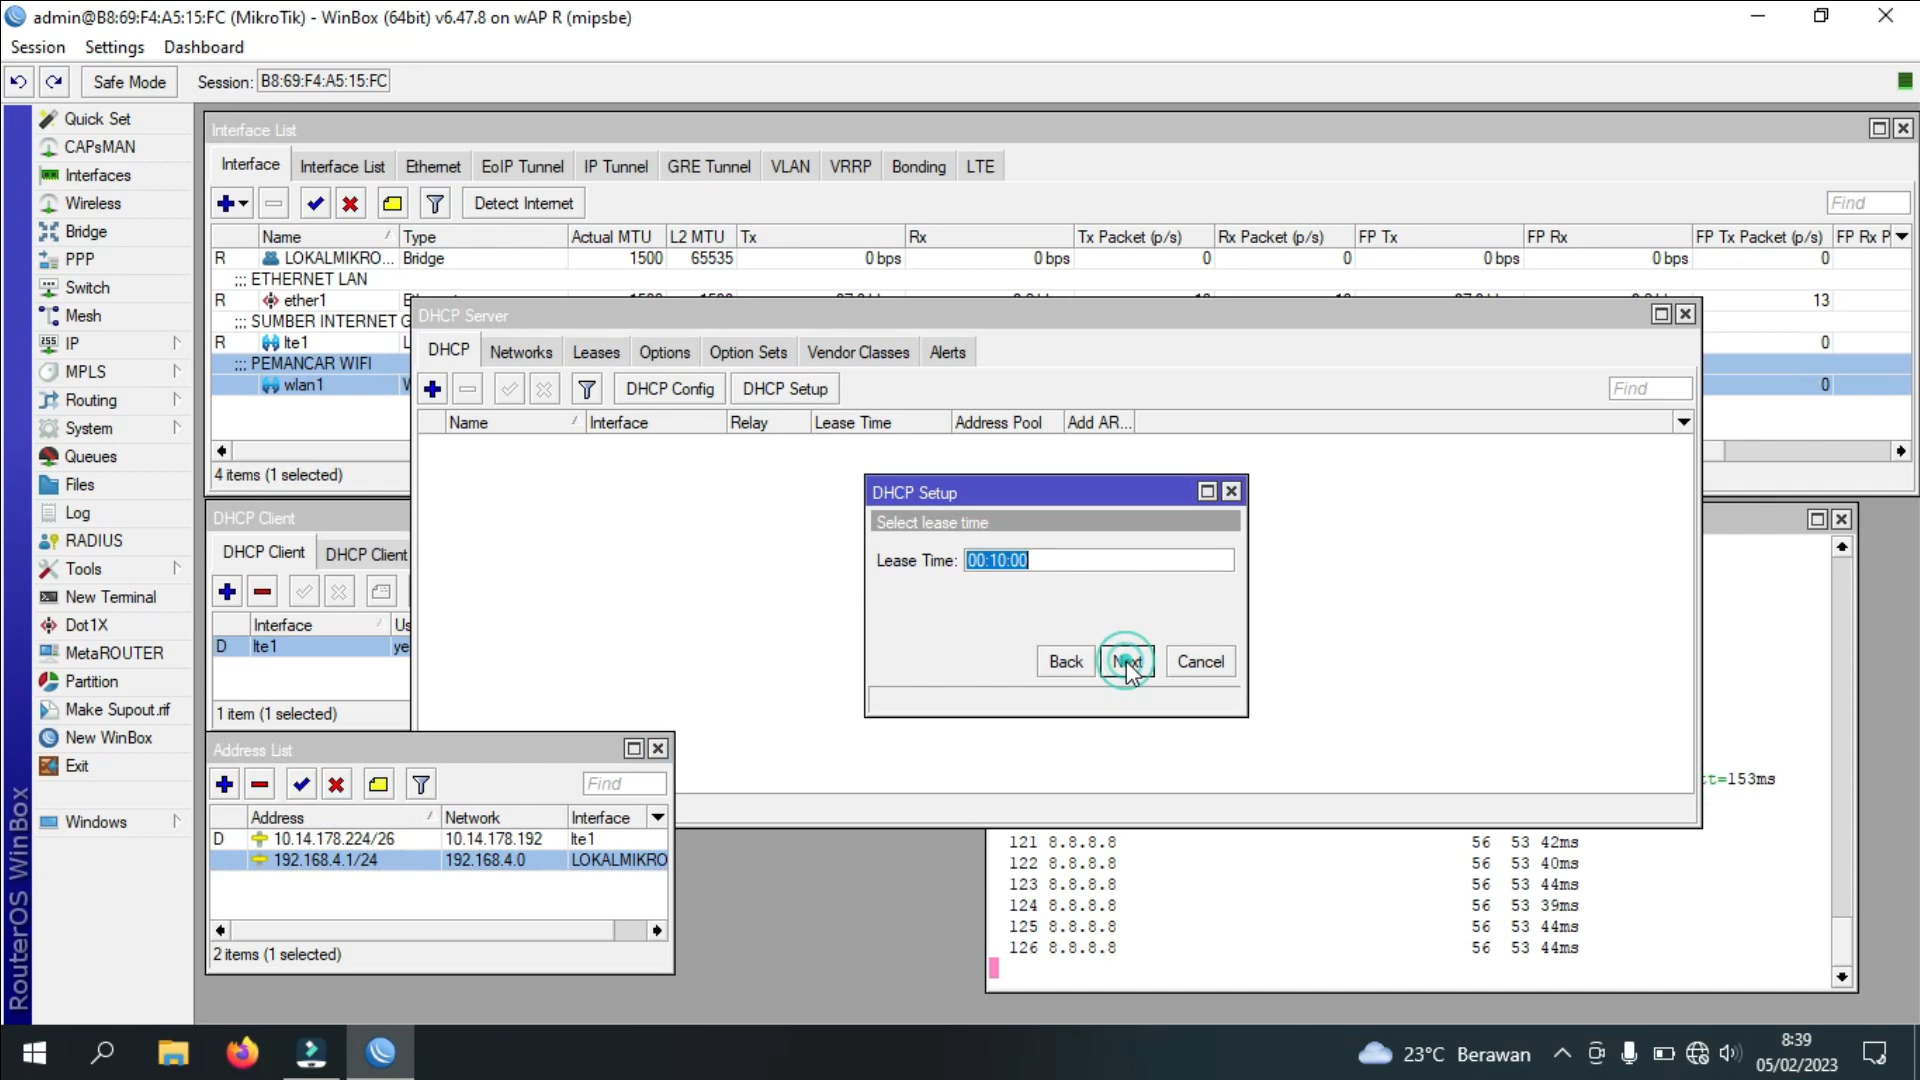 admin@B8:69:F4:A5:15:FC (MikroTik) - WinBox (64bit) v6.47.8 on wAP R (mipsbe)
Session Settings Dashboard
Safe Mode Session: B8:69:F4:A5:15:FC
Quick Set
CAPsMAN
Interfaces
Wireless
Bridge
PPP
Switch
Mesh
IP
MPLS
Routing
System
Queues
Files
Log
RADIUS
Tools
New Terminal
Dot1X
MetaROUTER
Partition
Make Supout.rif
New WinBox
Exit
Windows
RouterOS WinBox
Interface List
Interface Interface List Ethernet EoIP Tunnel IP Tunnel GRE Tunnel VLAN VRRP Bonding LTE
Detect Internet Find
Name Type Actual MTU L2 MTU Tx Rx Tx Packet (p/s) Rx Packet (p/s) FP Tx FP Rx FP Tx Packet (p/s) FP Rx P
R LOKALMIKRO... Bridge 1500 65535 0 bps 0 bps 0 0 0 bps 0 bps 0
::: ETHERNET LAN
R ether1 13
::: SUMBER INTERNET G
R lte1 L 0
::: PEMANCAR WIFI
wlan1 0
4 items (1 selected)
DHCP Server
DHCP Networks Leases Options Option Sets Vendor Classes Alerts
DHCP Config DHCP Setup Find
Name Interface Relay Lease Time Address Pool Add AR...
DHCP Setup
Select lease time
Lease Time: 00:10:00
Back Next Cancel
DHCP Client
DHCP Client DHCP Client
Interface Us
D lte1 ye
1 item (1 selected)
Address List
Find
Address Network Interface
D 10.14.178.224/26 10.14.178.192 lte1
192.168.4.1/24 192.168.4.0 LOKALMIKRO
2 items (1 selected)
tt=153ms
121 8.8.8.8 56 53 42ms
122 8.8.8.8 56 53 40ms
123 8.8.8.8 56 53 44ms
124 8.8.8.8 56 53 39ms
125 8.8.8.8 56 53 44ms
126 8.8.8.8 56 53 44ms
23°C Berawan
8:39
05/02/2023